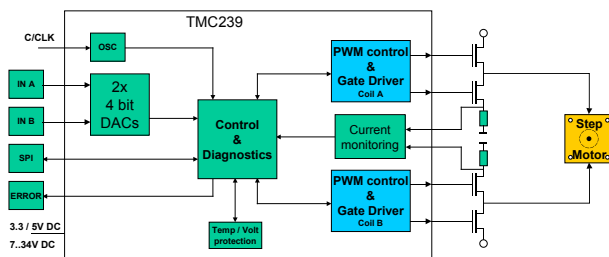 TMC239
C/CLK
OSC
IN A
IN B
2x
4 bit
DACs
SPI
ERROR
Control
&
Diagnostics
Temp / Volt
protection
PWM control
&
Gate Driver
Coil A
Current
monitoring
PWM control
&
Gate Driver
Coil B
Step
Motor
3.3 / 5V DC
7..34V DC